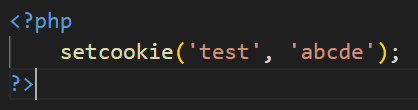 <?php
    setcookie('test', 'abcde');
?>